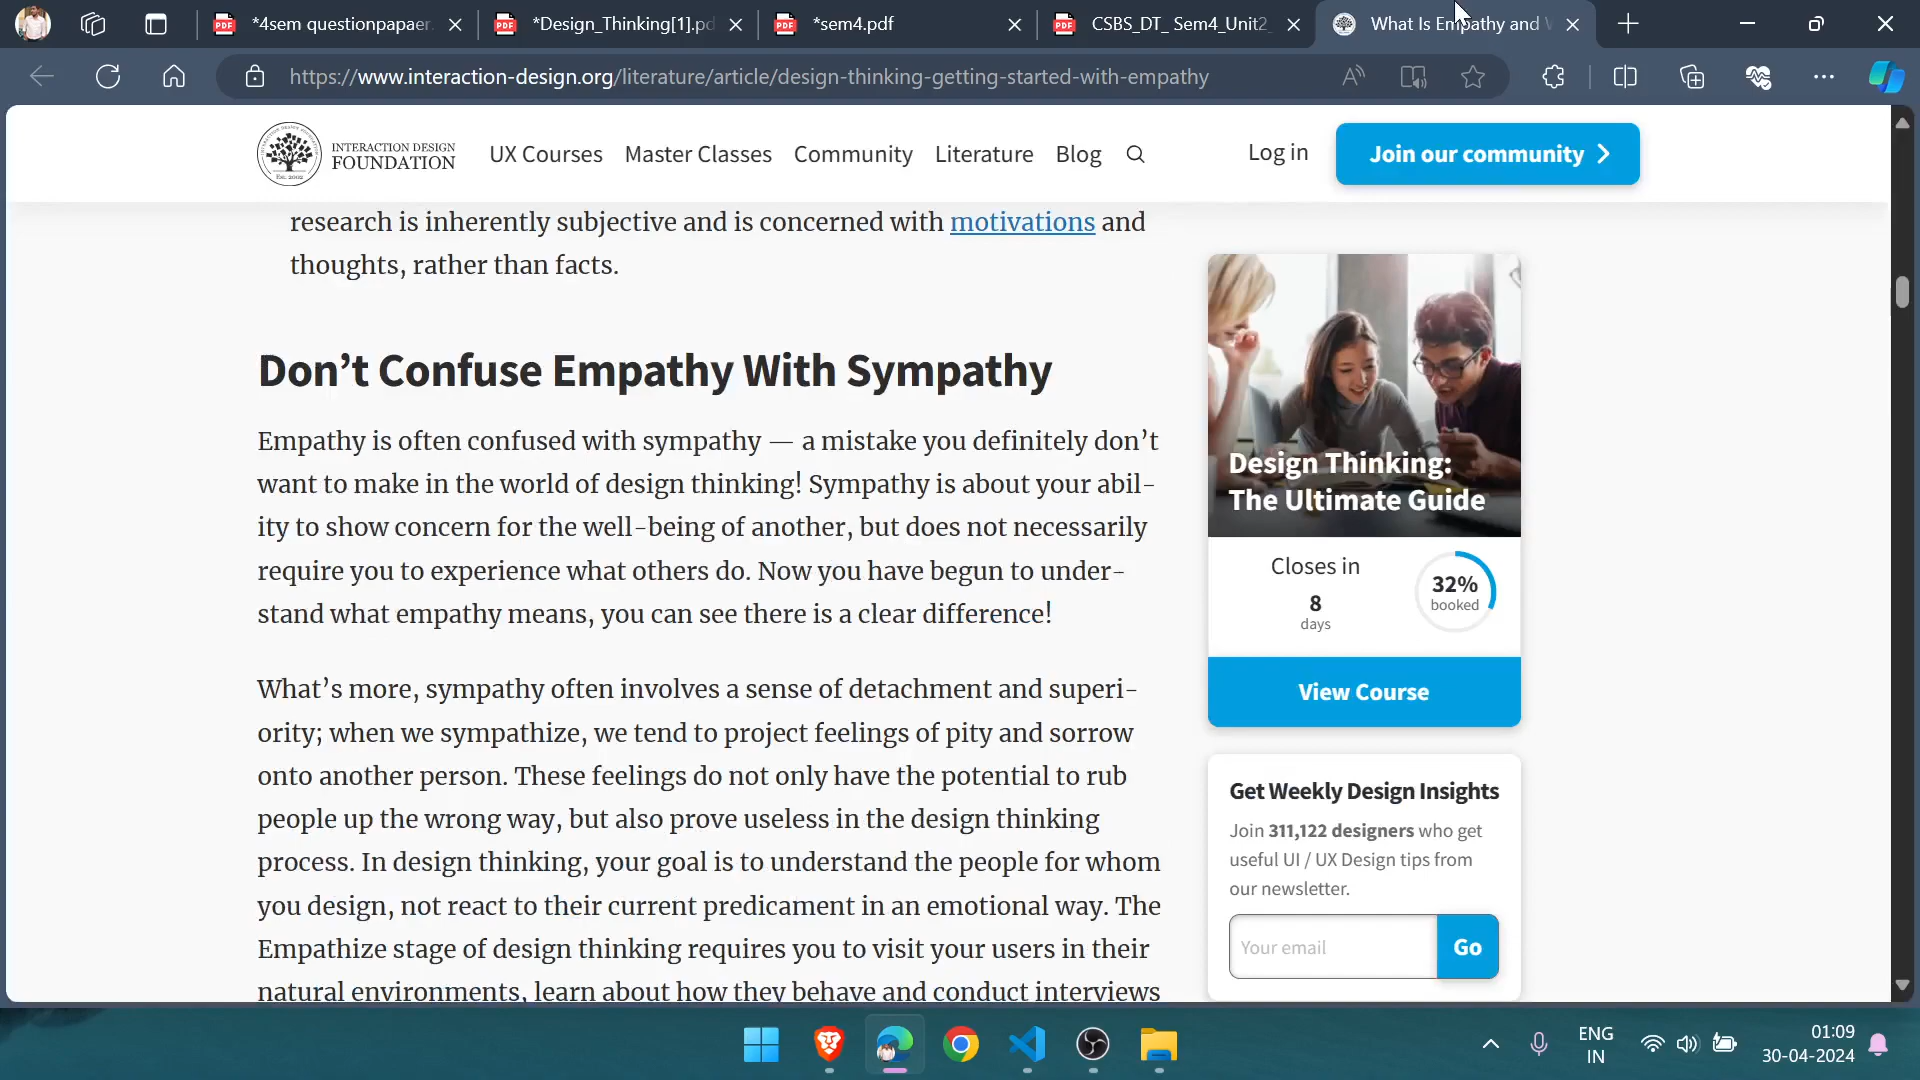 *4sem questionpapaer
*Design_Thinking[1].pd
*sem4.pdf
CSBS_DT_ Sem4_Unit2_
What Is Empathy and W
https://www.interaction-design.org/literature/article/design-thinking-getting-started-with-empathy
INTERACTION DESIGN
FOUNDATION
EST. 2002
UX Courses
Master Classes
Community
Literature
Blog
Log in
Join our community
research is inherently subjective and is concerned with motivations and
thoughts, rather than facts.
Don’t Confuse Empathy With Sympathy
Empathy is often confused with sympathy — a mistake you definitely don’t
want to make in the world of design thinking! Sympathy is about your abil-
ity to show concern for the well-being of another, but does not necessarily
require you to experience what others do. Now you have begun to under-
stand what empathy means, you can see there is a clear difference!
What’s more, sympathy often involves a sense of detachment and superi-
ority; when we sympathize, we tend to project feelings of pity and sorrow
onto another person. These feelings do not only have the potential to rub
people up the wrong way, but also prove useless in the design thinking
process. In design thinking, your goal is to understand the people for whom
you design, not react to their current predicament in an emotional way. The
Empathize stage of design thinking requires you to visit your users in their
natural environments, learn about how they behave and conduct interviews
Design Thinking:
The Ultimate Guide
Closes in
8
days
32%
booked
View Course
Get Weekly Design Insights
Join 311,122 designers who get
useful UI / UX Design tips from
our newsletter.
Your email
Go
ENG
IN
01:09
30-04-2024